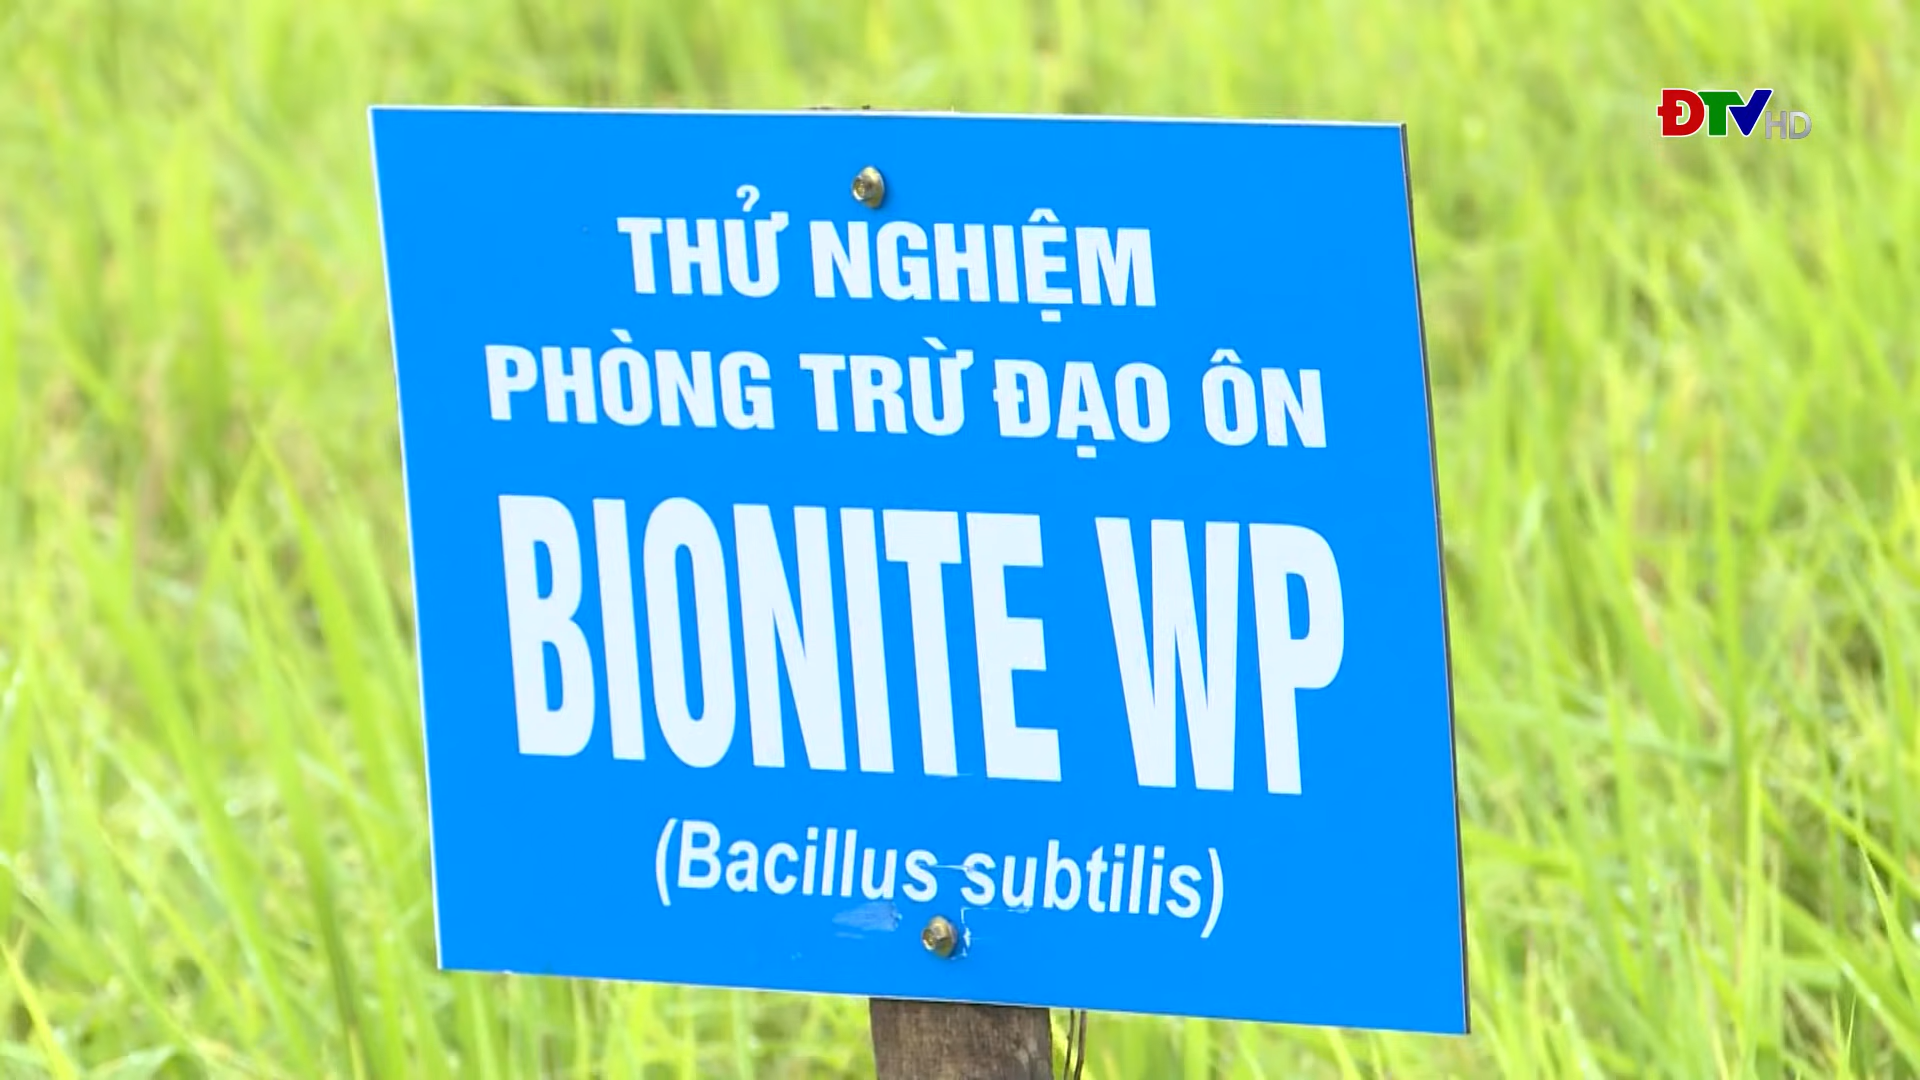 ĐTV HD
THỬ NGHIỆM
PHÒNG TRỪ ĐẠO ÔN
BIONITE WP
(Bacillus subtilis)